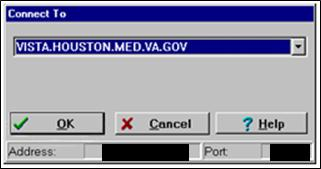 Connect To
VISTA.HOUSTON.MED.VA.GOV
OK Cancel ? Help
Address: Port: